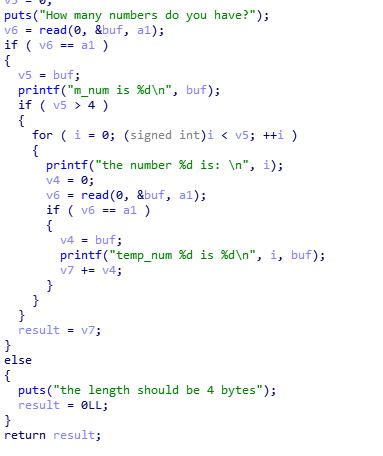 v5 = 0;
puts("How many numbers do you have?");
v6 = read(0, &buf, a1);
if ( v6 == a1 )
{
v5 = buf;
printf("m_num is %d\n", buf);
if ( v5 > 4 )
{
for ( i = 0; (signed int)i < v5; ++i )
{
printf("the number %d is: \n", i);
v4 = 0;
v6 = read(0, &buf, a1);
if ( v6 == a1 )
{
v4 = buf;
printf("temp_num %d is %d\n", i, buf);
v7 += v4;
}
}
}
result = v7;
}
else
{
puts("the length should be 4 bytes");
result = 0LL;
}
return result;